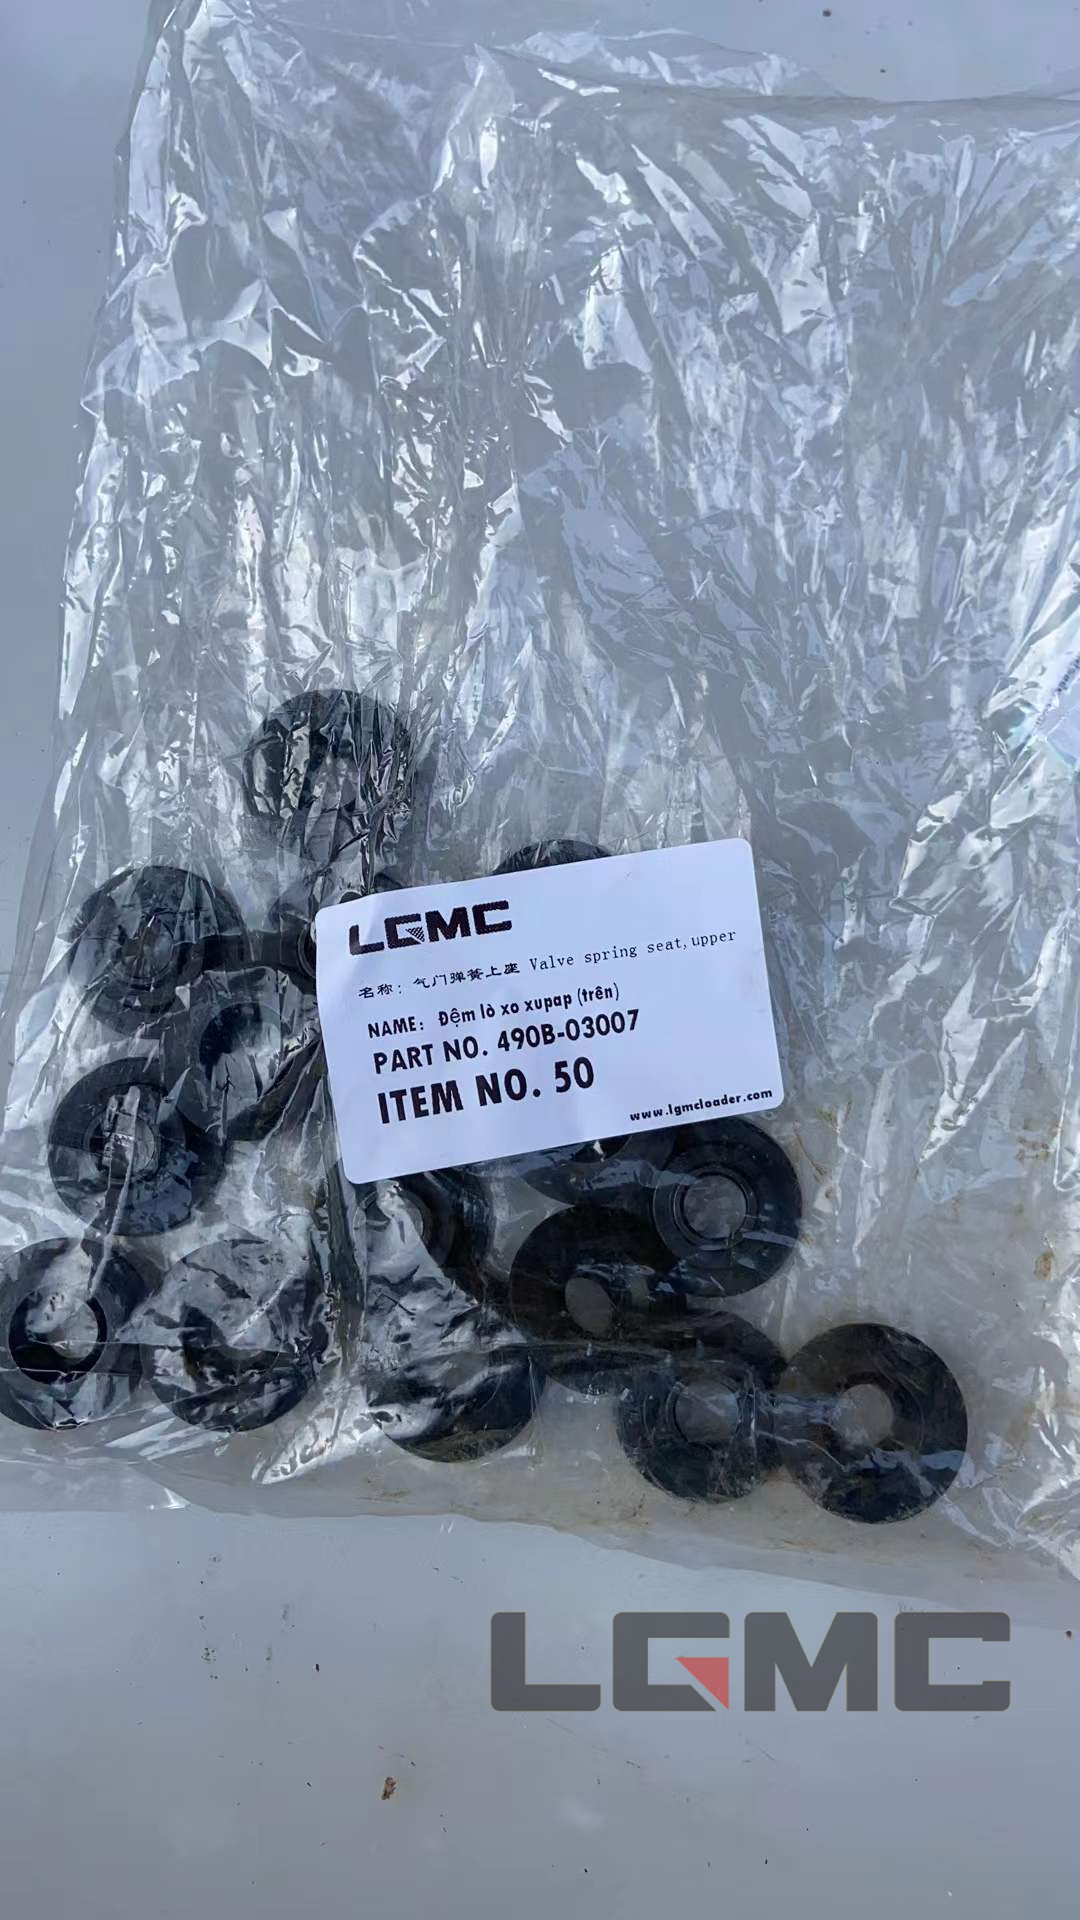 LGMC
名称: 气门弹簧上座 Valve spring seat,upper
NAME: Đệm lò xo xupap (trên)
PART NO. 490B-03007
ITEM NO. 50
www.lgmcloader.com
LGMC